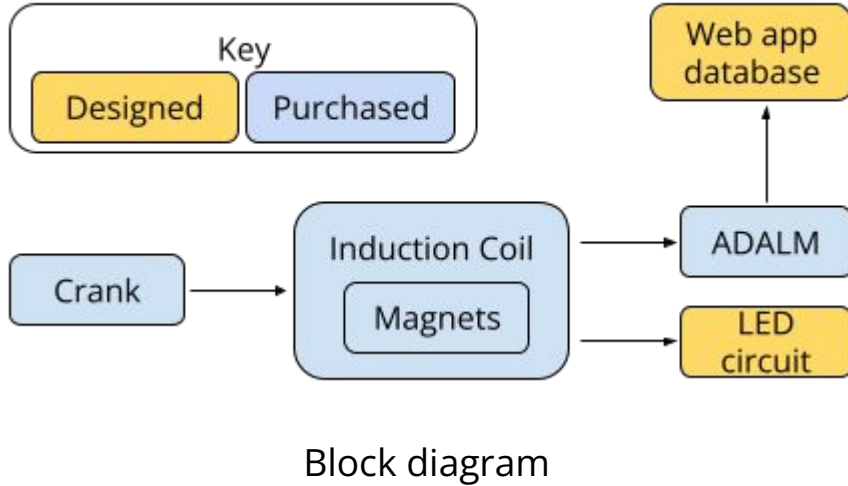 Key
Designed
Purchased
Web app
database
Induction Coil
Magnets
ADALM
Crank
LED
circuit
Block diagram